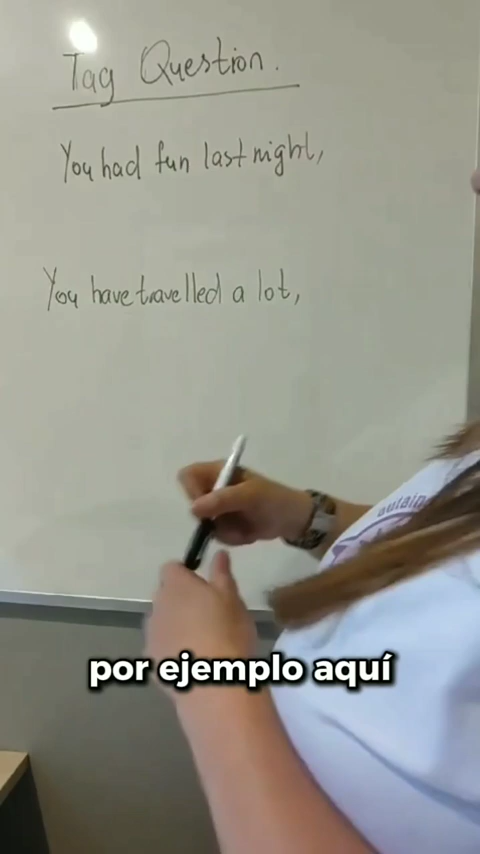 Tag Question.
You had fun last night,
You have travelled a lot,
por ejemplo aquí